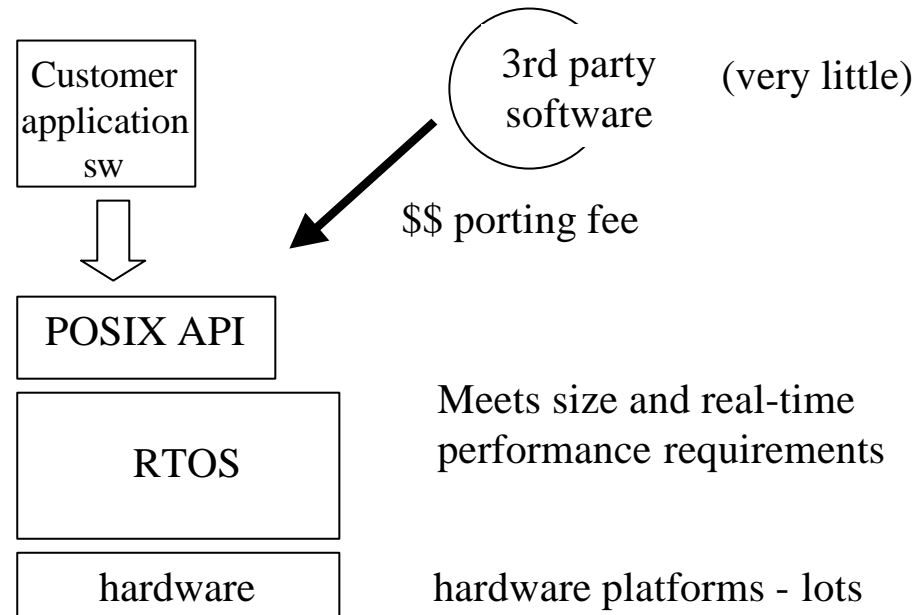 Customer
application
sw
3rd party
software
(very little)
$$ porting fee
POSIX API
RTOS
Meets size and real-time
performance requirements
hardware
hardware platforms - lots